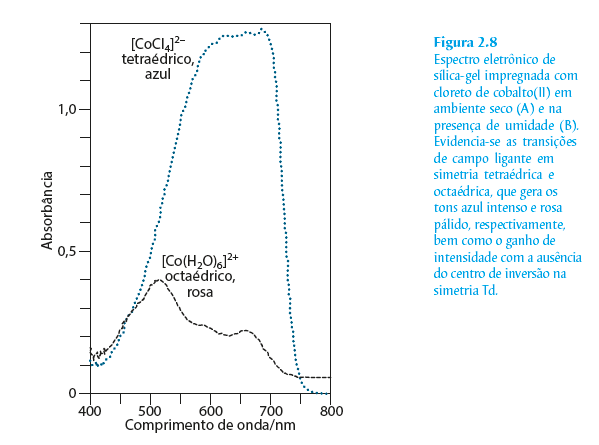 [CoCl4]2–
tetraédrico,
azul
1,0
Absorbância
0,5
[Co(H2O)6]2+
octaédrico,
rosa
0
400
500
600
700
800
Comprimento de onda/nm
Figura 2.8
Espectro eletrônico de
sílica-gel impregnada com
cloreto de cobalto(II) em
ambiente seco (A) e na
presença de umidade (B).
Evidencia-se as transições
de campo ligante em
simetria tetraédrica e
octaédrica, que gera os
tons azul intenso e rosa
pálido, respectivamente,
bem como o ganho de
intensidade com a ausência
do centro de inversão na
simetria Td.